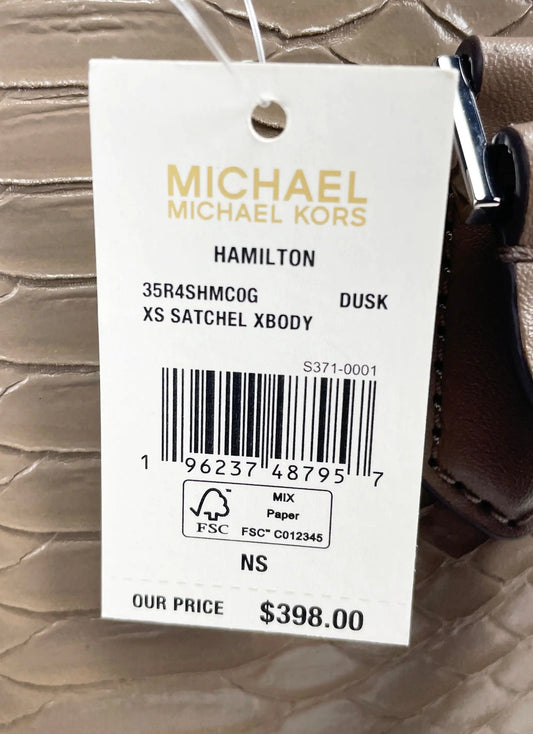 MICHAEL
MICHAEL KORS
HAMILTON
35R4SHMC0G DUSK
XS SATCHEL XBODY
S371-0001
1 96237 48795 7
FSC™ MIX
Paper
FSC™ C012345
NS
OUR PRICE $398.00